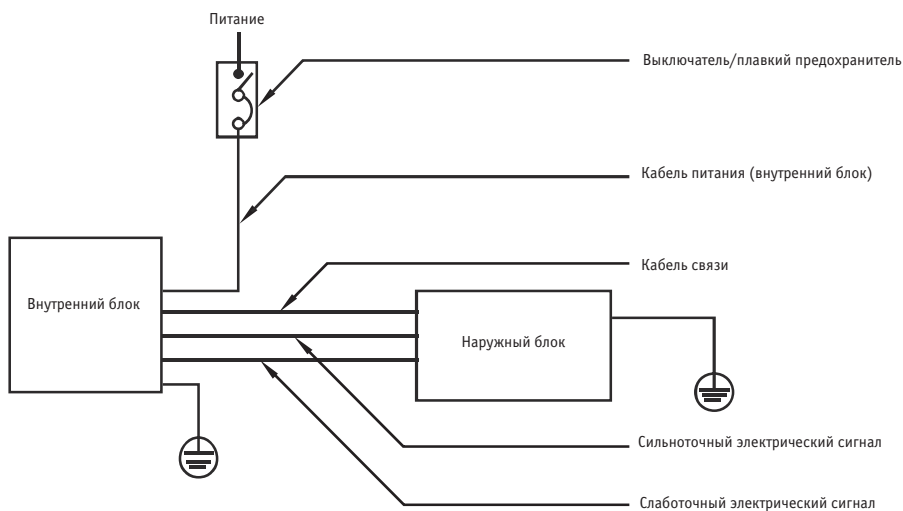 Питание
Выключатель/плавкий предохранитель
Кабель питания (внутренний блок)
Кабель связи
Внутренний блок
Наружный блок
Сильноточный электрический сигнал
Слаботочный электрический сигнал